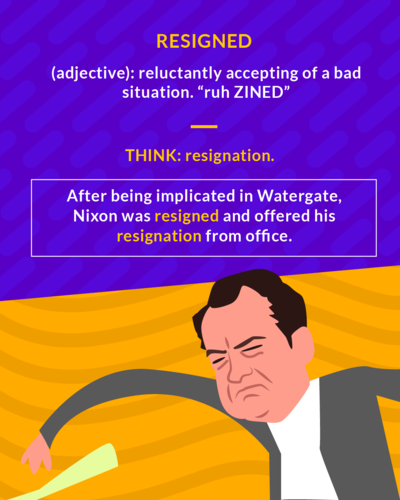 RESIGNED
(adjective): reluctantly accepting of a bad
situation. “ruh ZINED”
THINK: resignation.
After being implicated in Watergate,
Nixon was resigned and offered his
resignation from office.